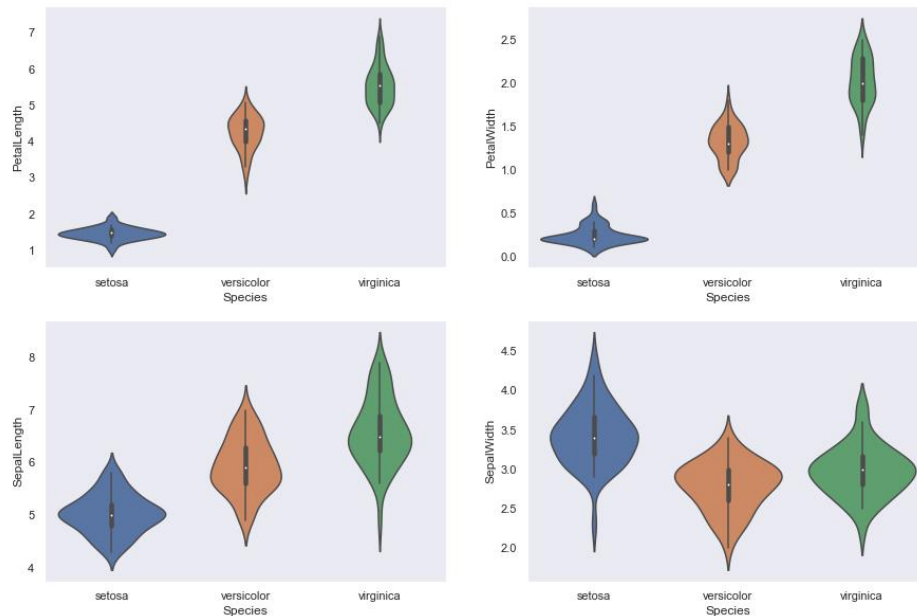 PetalLength
7
6
5
4
3
2
1
setosa
versicolor
virginica
Species
PetalWidth
2.5
2.0
1.5
1.0
0.5
0.0
setosa
versicolor
virginica
Species
SepalLength
8
7
6
5
4
setosa
versicolor
virginica
Species
SepalWidth
4.5
4.0
3.5
3.0
2.5
2.0
setosa
versicolor
virginica
Species